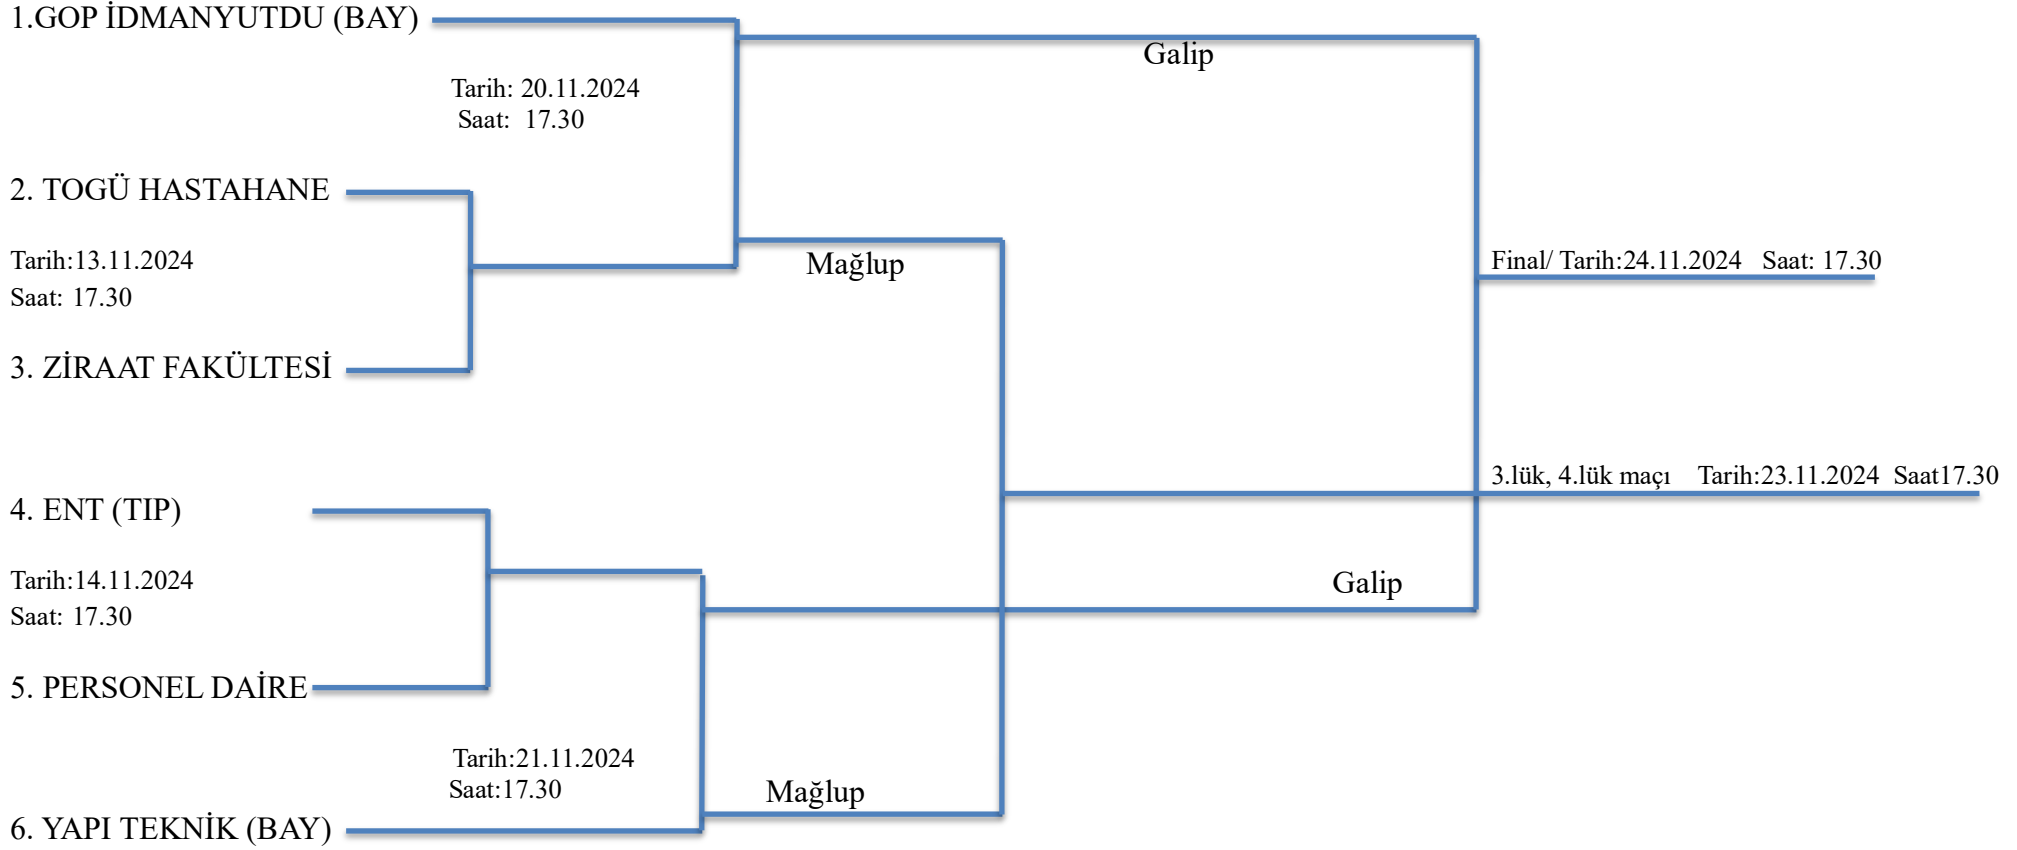 1.GOP İDMANYUTDU (BAY)
Galip
Tarih: 20.11.2024
Saat: 17.30
2. TOGÜ HASTAHANE
Tarih:13.11.2024
Saat: 17.30
Mağlup
Final/ Tarih:24.11.2024 Saat: 17.30
3. ZİRAAT FAKÜLTESİ
3.lük, 4.lük maçı Tarih:23.11.2024 Saat17.30
4. ENT (TIP)
Tarih:14.11.2024
Saat: 17.30
Galip
5. PERSONEL DAİRE
Tarih:21.11.2024
Saat:17.30
Mağlup
6. YAPI TEKNİK (BAY)